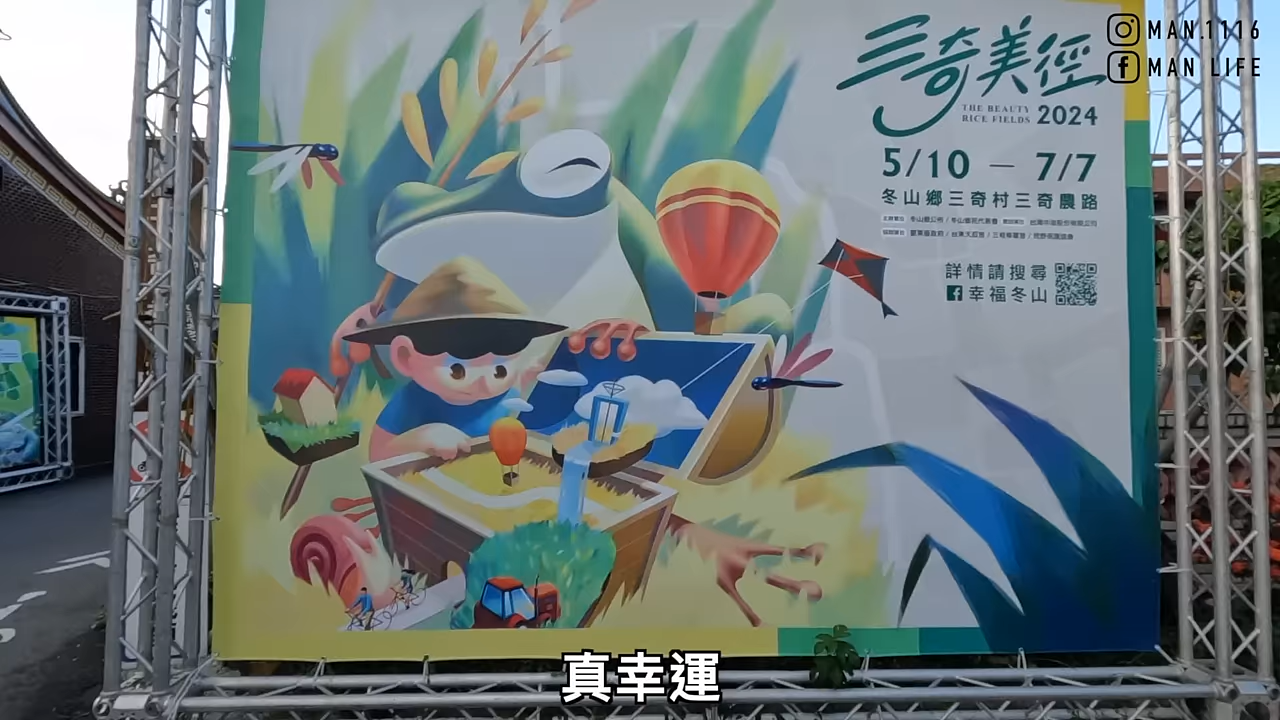 MAN.1116
MAN LIFE
三奇美徑
THE BEAUTY
RICE FIELDS
2024
5/10 — 7/7
冬山鄉三奇村三奇農路
詳情請搜尋
幸福冬山
真幸運